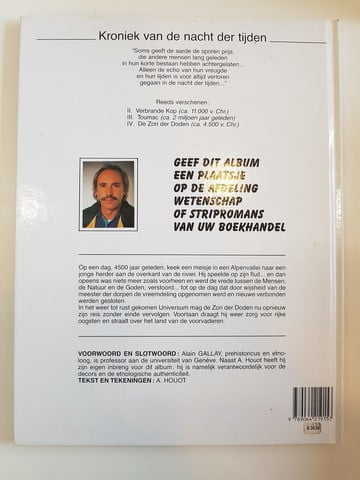 Kroniek van de nacht der tijden
"Soms geeft de aarde de sporen prijs,
die andere mensen lang geleden
in hun korte bestaan hebben achtergelaten...
Alleen de echo van hun vreugde
en hun lijden is voor altijd verloren
gegaan in de nacht der tijden..."
Reeds verschenen :
II. Verbrande Kop (ca. 11.000 v. Chr.)
III. Toumac (ca. 2 miljoen jaar geleden)
IV. De Zon der Doden (ca. 4.500 v. Chr.)
GEEF DIT ALBUM
EEN PLAATSJE
OP DE AFDELING
WETENSCHAP
OF STRIPROMANS
VAN UW BOEKHANDEL
Op een dag, 4500 jaar geleden, keek een meisje in een Alpenvallei naar een
jonge herder aan de overkant van de rivier. Hij speelde op zijn fluit... en dan
opeens was niets meer zoals voorheen en werd de vrede tussen de Mensen,
de Natuur en de Goden, verstoord... tot op de dag dat door wijsheid van de
meester der dorpen de vreemdeling opgenomen werd en nieuwe verbonden
werden gesloten.
In het weer tot rust gekomen Universum mag de Zon der Doden nu opnieuw
zijn reis zonder einde vervolgen. Voortaan draagt hij weer zorg voor rijke
oogsten en straalt over het land van de voorvaderen.
VOORWOORD EN SLOTWOORD : Alain GALLAY, prehistoricus en etno-
loog, is professor aan de universiteit van Genève. Naast A. Houot heeft hij
zijn eigen inbreng voor dit album : hij is namelijk verantwoordelijk voor de
decors en de etnologische authenticiteit.
TEKST EN TEKENINGEN : A. HOUOT
9 789064 219153